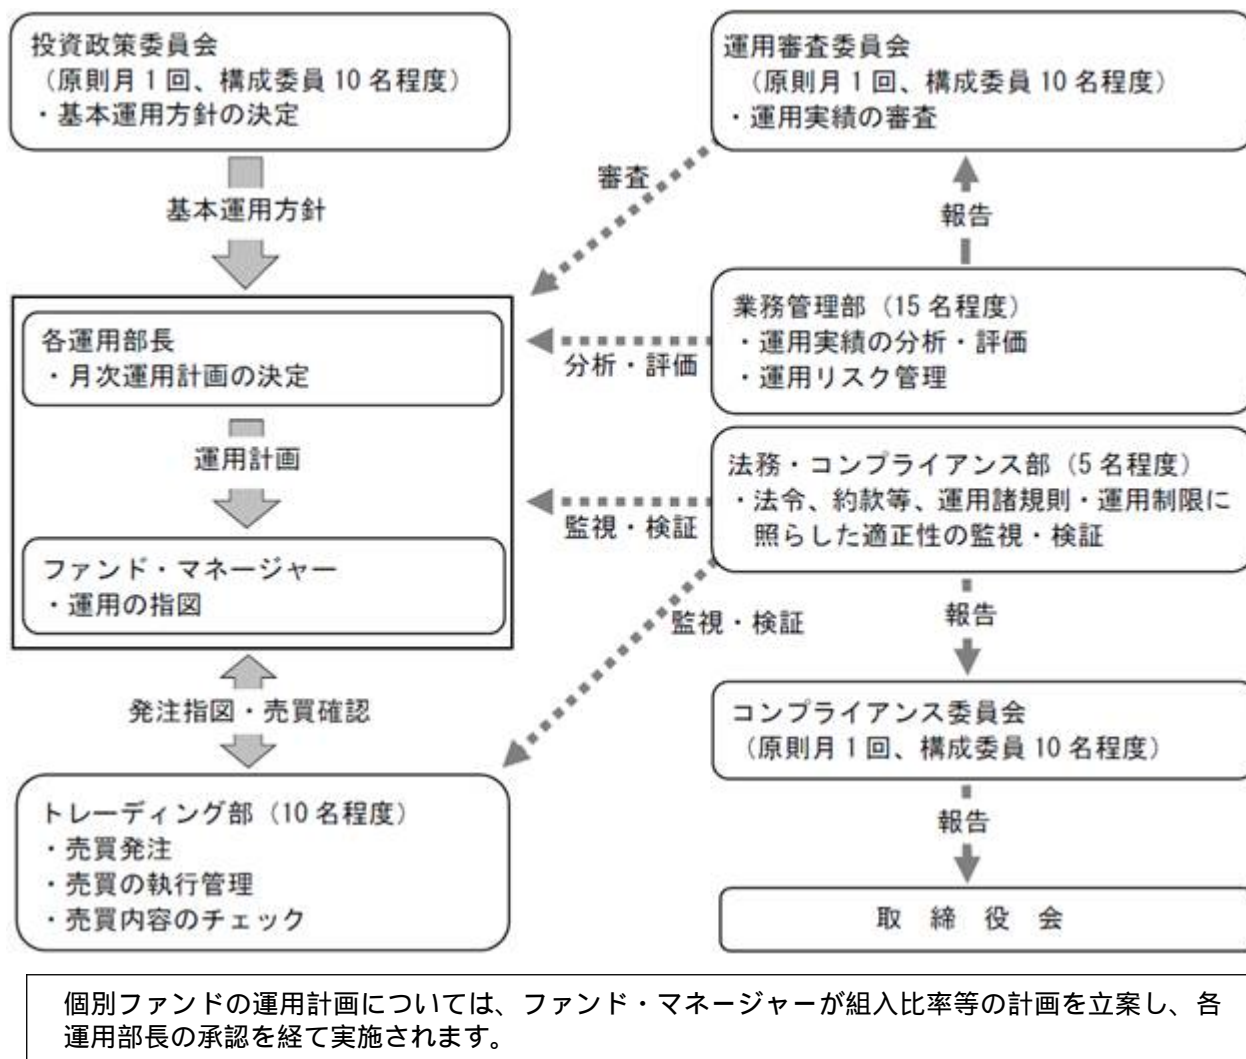 投資政策委員会
（原則月1回、構成委員10名程度）
・基本運用方針の決定
基本運用方針
各運用部長
・月次運用計画の決定
運用計画
ファンド・マネージャー
・運用の指図
発注指図・売買確認
トレーディング部（10名程度）
・売買発注
・売買の執行管理
・売買内容のチェック
運用審査委員会
（原則月1回、構成委員10名程度）
・運用実績の審査
審査
報告
業務管理部（15名程度）
・運用実績の分析・評価
・運用リスク管理
分析・評価
法務・コンプライアンス部（5名程度）
・法令、約款等、運用諸規則・運用制限に
照らした適正性の監視・検証
監視・検証
監視・検証
報告
コンプライアンス委員会
（原則月1回、構成委員10名程度）
報告
取　締　役　会
個別ファンドの運用計画については、ファンド・マネージャーが組入比率等の計画を立案し、各
運用部長の承認を経て実施されます。